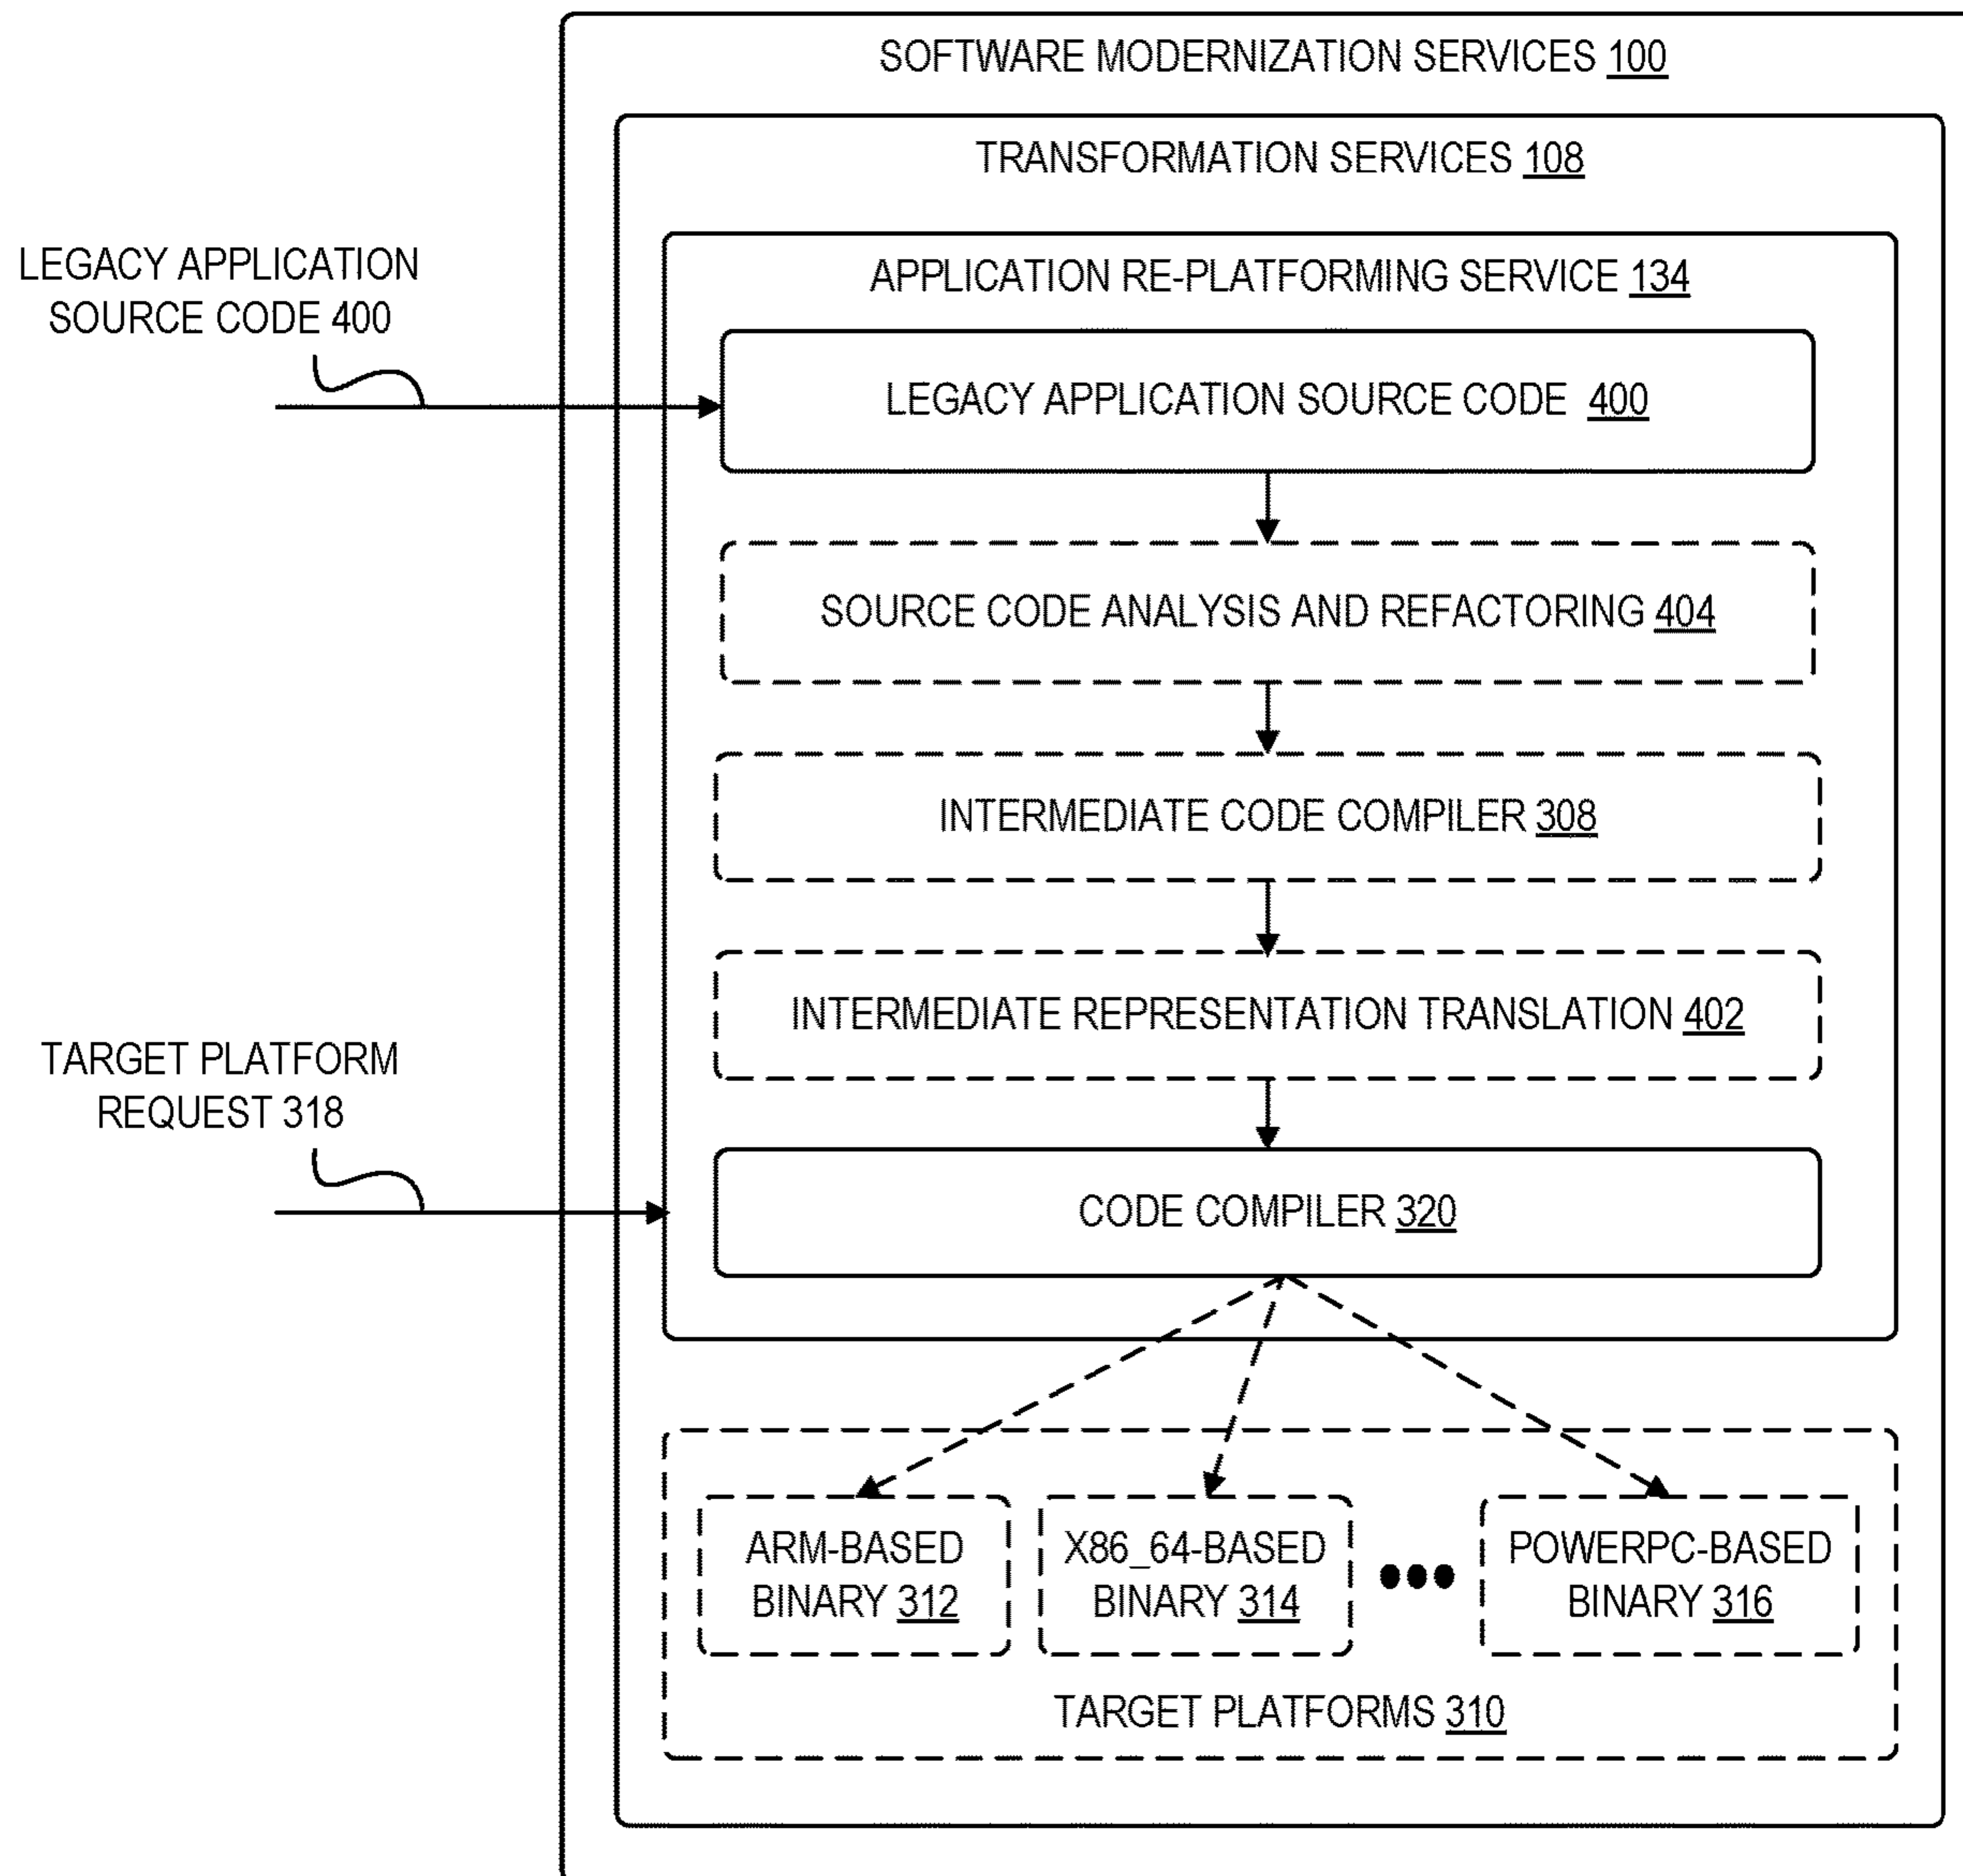 SOFTWARE MODERNIZATION SERVICES 100
TRANSFORMATION SERVICES 108
LEGACY APPLICATION
SOURCE CODE 400
APPLICATION RE-PLATFORMING SERVICE 134
LEGACY APPLICATION SOURCE CODE 400
SOURCE CODE ANALYSIS AND REFACTORING 404
INTERMEDIATE CODE COMPILER 308
INTERMEDIATE REPRESENTATION TRANSLATION 402
TARGET PLATFORM
REQUEST 318
CODE COMPILER 320
ARM-BASED
BINARY 312
X86_64-BASED
BINARY 314
POWERPC-BASED
BINARY 316
TARGET PLATFORMS 310